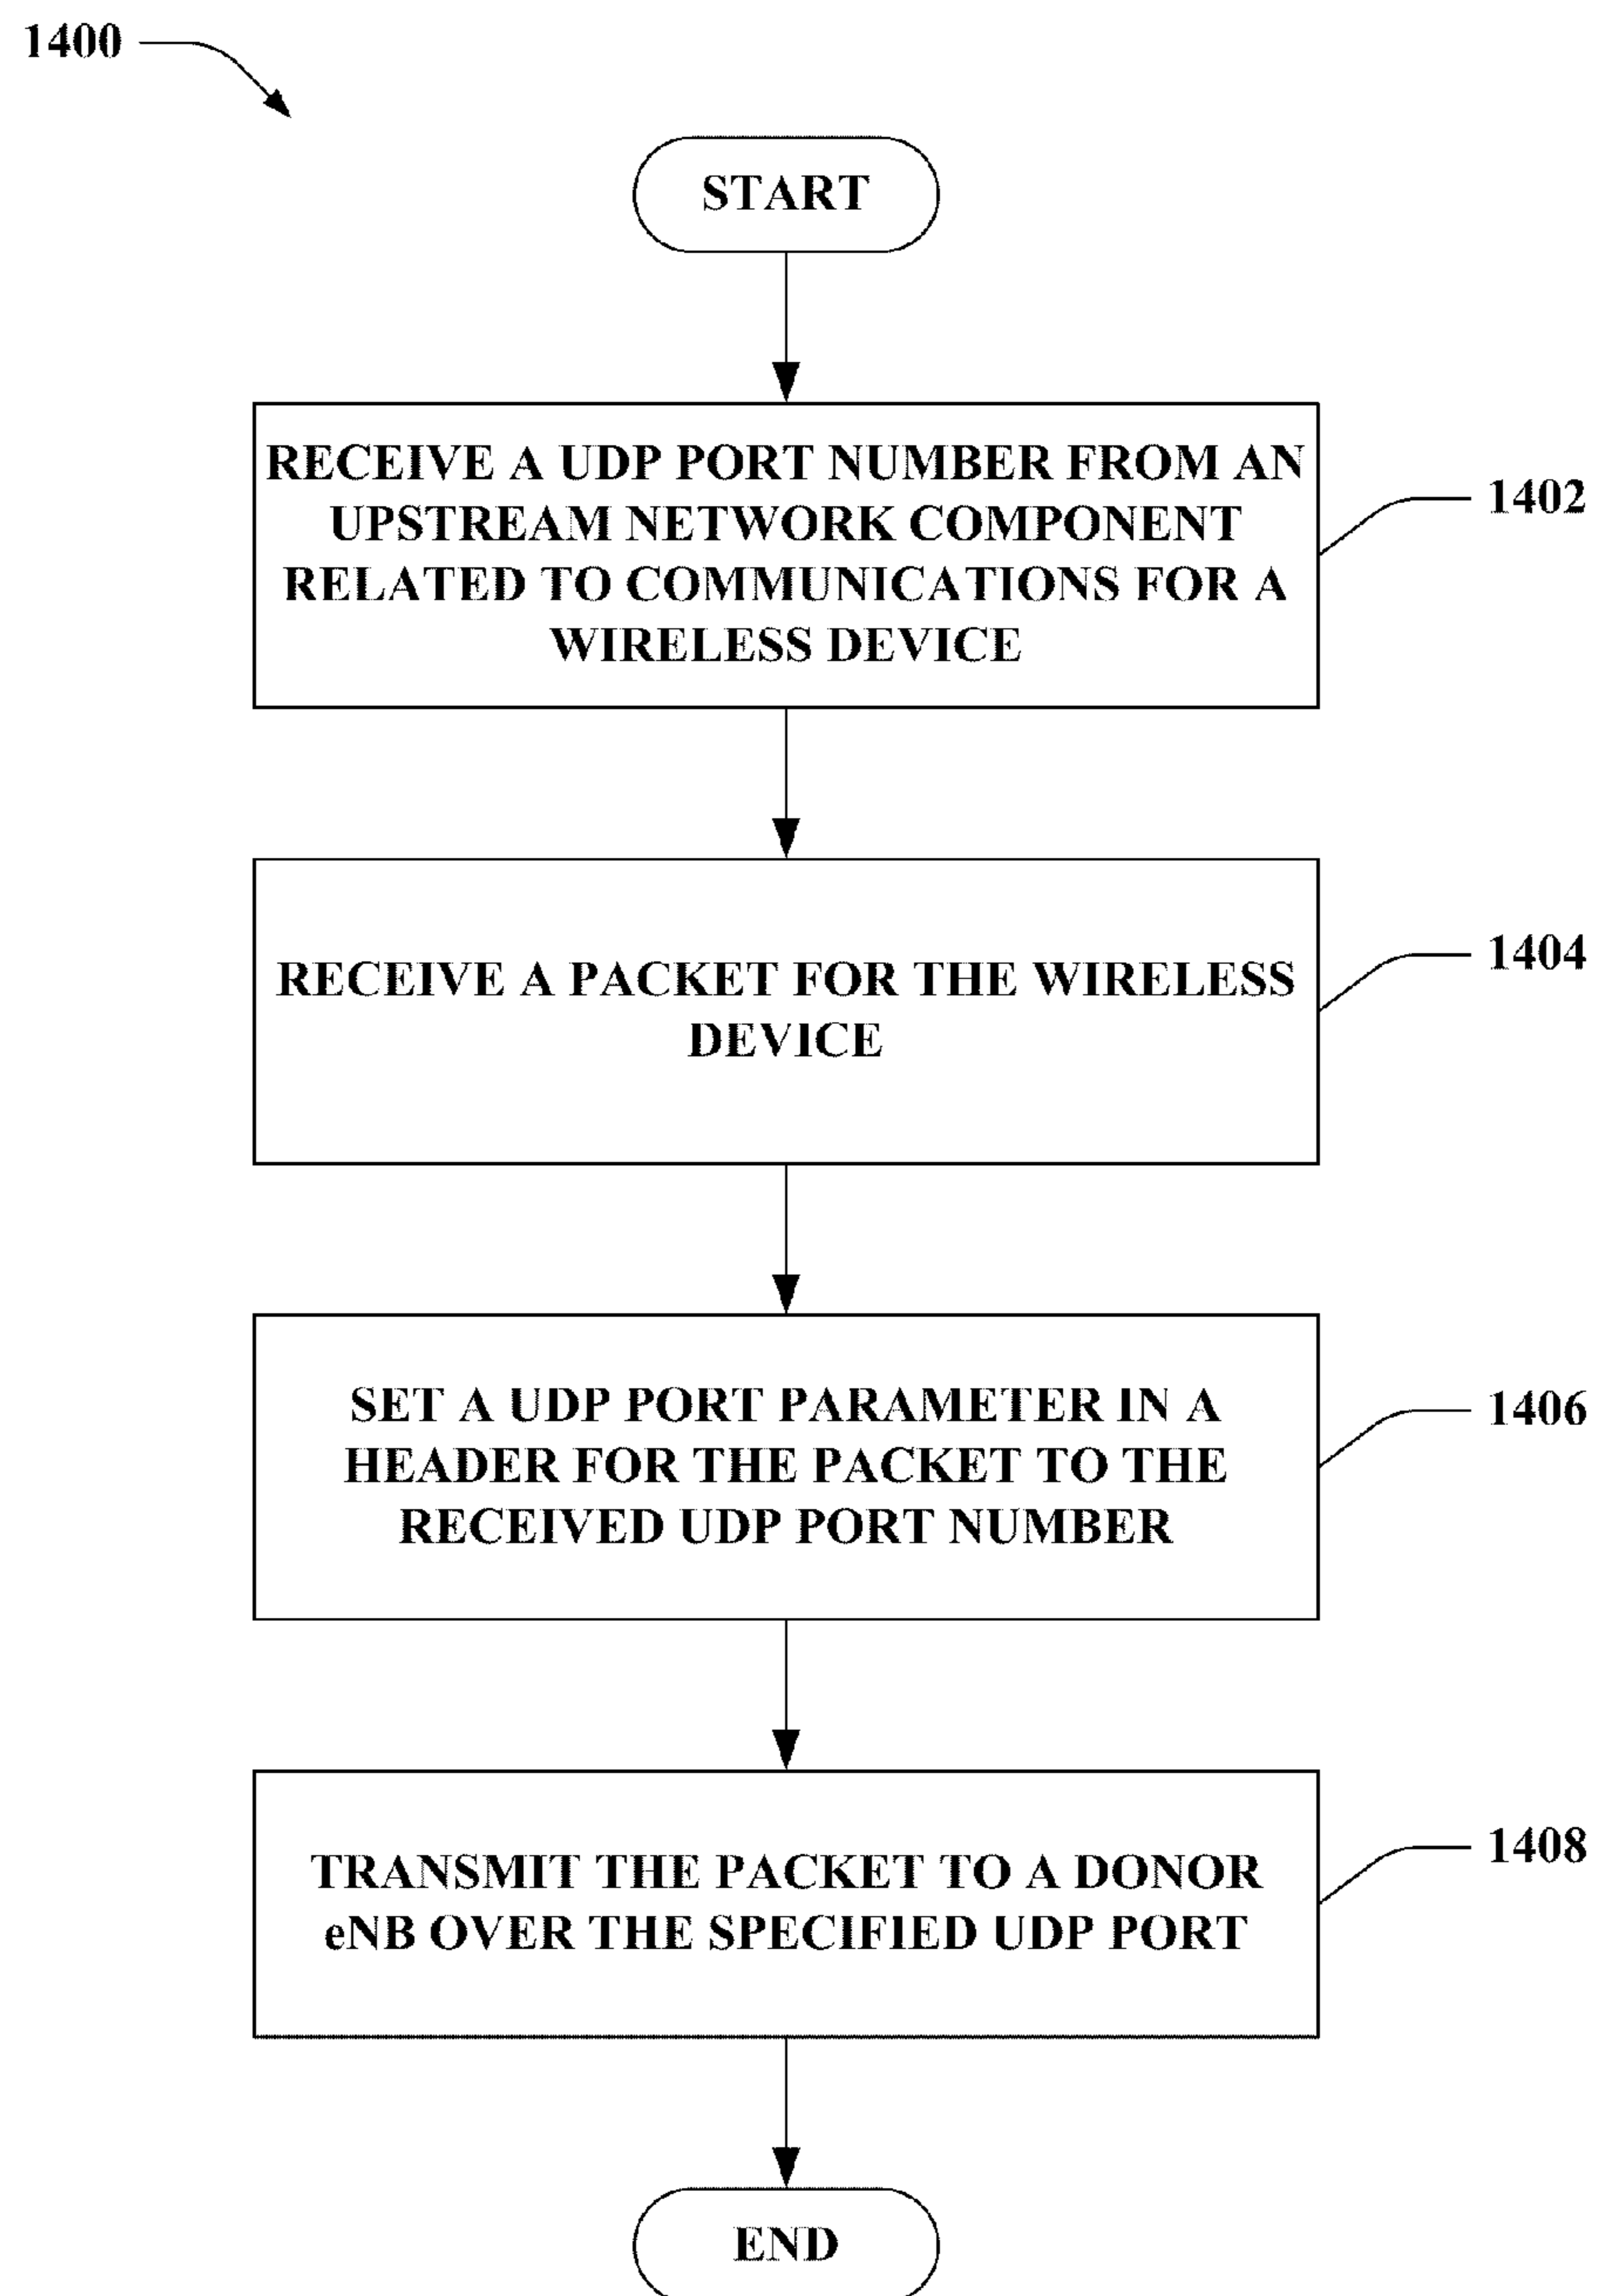 1400
START
RECEIVE A UDP PORT NUMBER FROM AN
UPSTREAM NETWORK COMPONENT
RELATED TO COMMUNICATIONS FOR A
WIRELESS DEVICE
1402
RECEIVE A PACKET FOR THE WIRELESS
DEVICE
1404
SET A UDP PORT PARAMETER IN A
HEADER FOR THE PACKET TO THE
RECEIVED UDP PORT NUMBER
1406
TRANSMIT THE PACKET TO A DONOR
eNB OVER THE SPECIFIED UDP PORT
1408
END